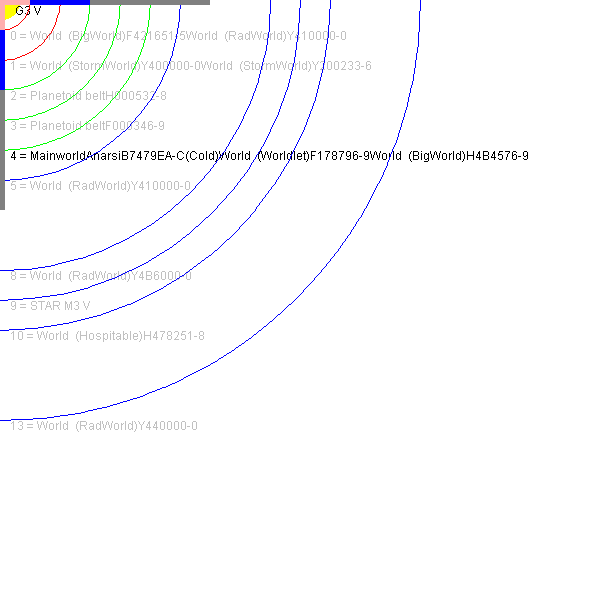 G3 V
0 = World (BigWorld)F421651-5World (RadWorld)Y410000-0
1 = World (StormWorld)Y400000-0World (StormWorld)Y300233-6
2 = Planetoid beltH000533-8
3 = Planetoid beltF000346-9
4 = MainworldAnarsiB7479EA-C(Cold)World (Worldlet)F178796-9World (BigWorld)H4B4576-9
5 = World (RadWorld)Y410000-0
8 = World (RadWorld)Y4B6000-0
9 = STAR M3 V
10 = World (Hospitable)H478251-8
13 = World (RadWorld)Y440000-0